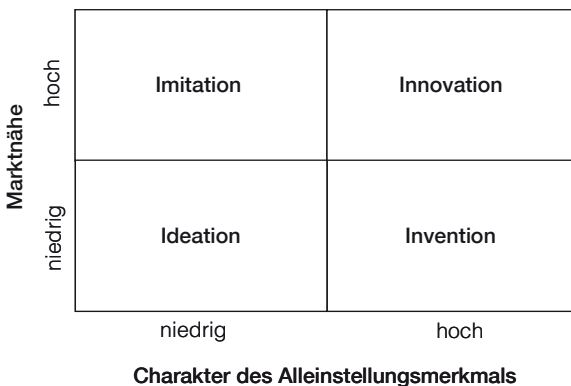 Marktnähe
hoch
niedrig
Imitation
Innovation
Ideation
Invention
niedrig
hoch
Charakter des Alleinstellungsmerkmals